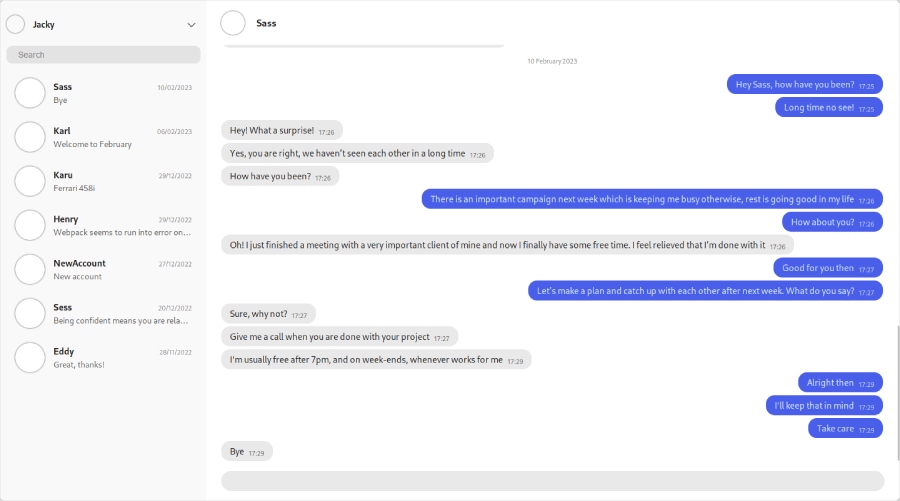 Jacky
Search
Sass 10/02/2023
Bye
Karl 06/02/2023
Welcome to February
Karu 29/12/2022
Ferrari 458i
Henry 29/12/2022
Webpack seems to run into error on...
NewAccount 27/12/2022
New account
Sess 20/12/2022
Being confident means you are rela...
Eddy 28/11/2022
Great, thanks!
Sass
10 February 2023
Hey Sass, how have you been? 17:25
Long time no see! 17:25
Hey! What a surprise! 17:26
Yes, you are right, we haven't seen each other in a long time 17:26
How have you been? 17:26
There is an important campaign next week which is keeping me busy otherwise, rest is going good in my life 17:26
How about you? 17:26
Oh! I just finished a meeting with a very important client of mine and now I finally have some free time. I feel relieved that I'm done with it 17:26
Good for you then 17:27
Let's make a plan and catch up with each other after next week. What do you say? 17:27
Sure, why not? 17:27
Give me a call when you are done with your project 17:27
I'm usually free after 7pm, and on week-ends, whenever works for me 17:29
Alright then 17:29
I'll keep that in mind 17:29
Take care 17:29
Bye 17:29